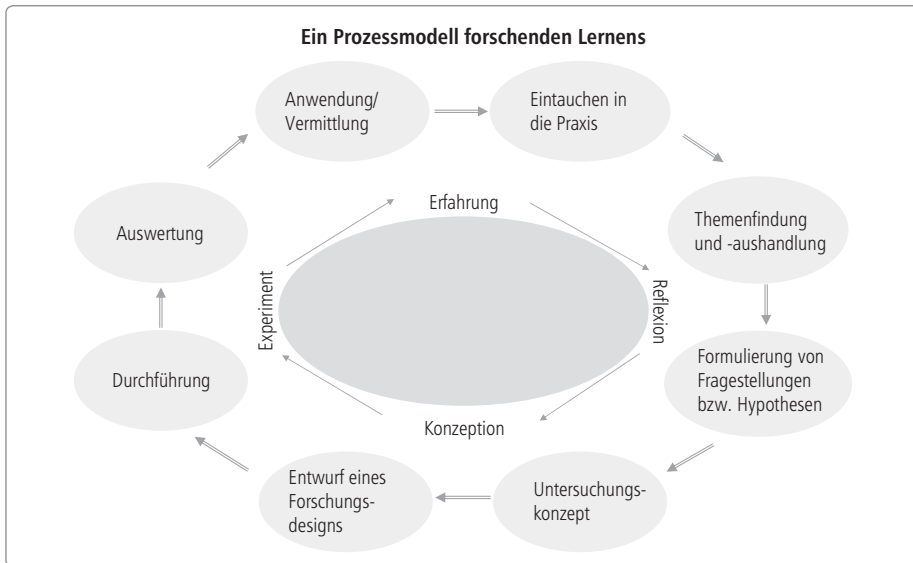 Ein Prozessmodell forschenden Lernens
Anwendung/
Vermittlung
Eintauchen in
die Praxis
Themenfindung
und -aushandlung
Formulierung von
Fragestellungen
bzw. Hypothesen
Untersuchungs-
konzept
Entwurf eines
Forschungs-
designs
Durchführung
Auswertung
Erfahrung
Reflexion
Konzeption
Experiment